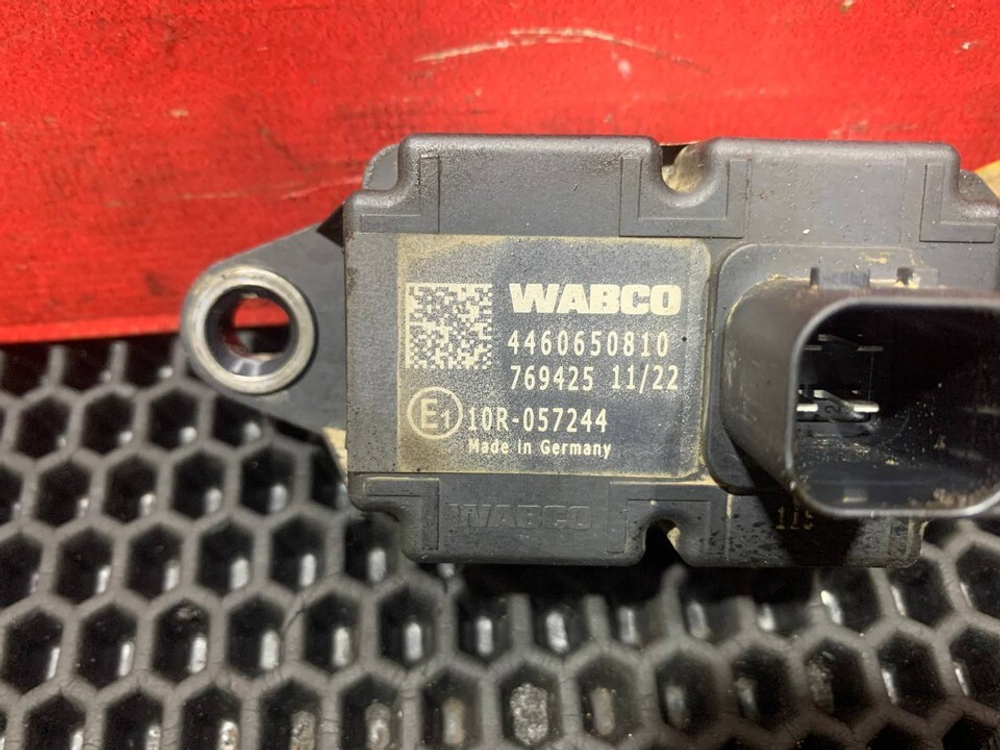 WABCO
4460650810
769425 11/22
E1 10R-057244
Made in Germany
WABCO